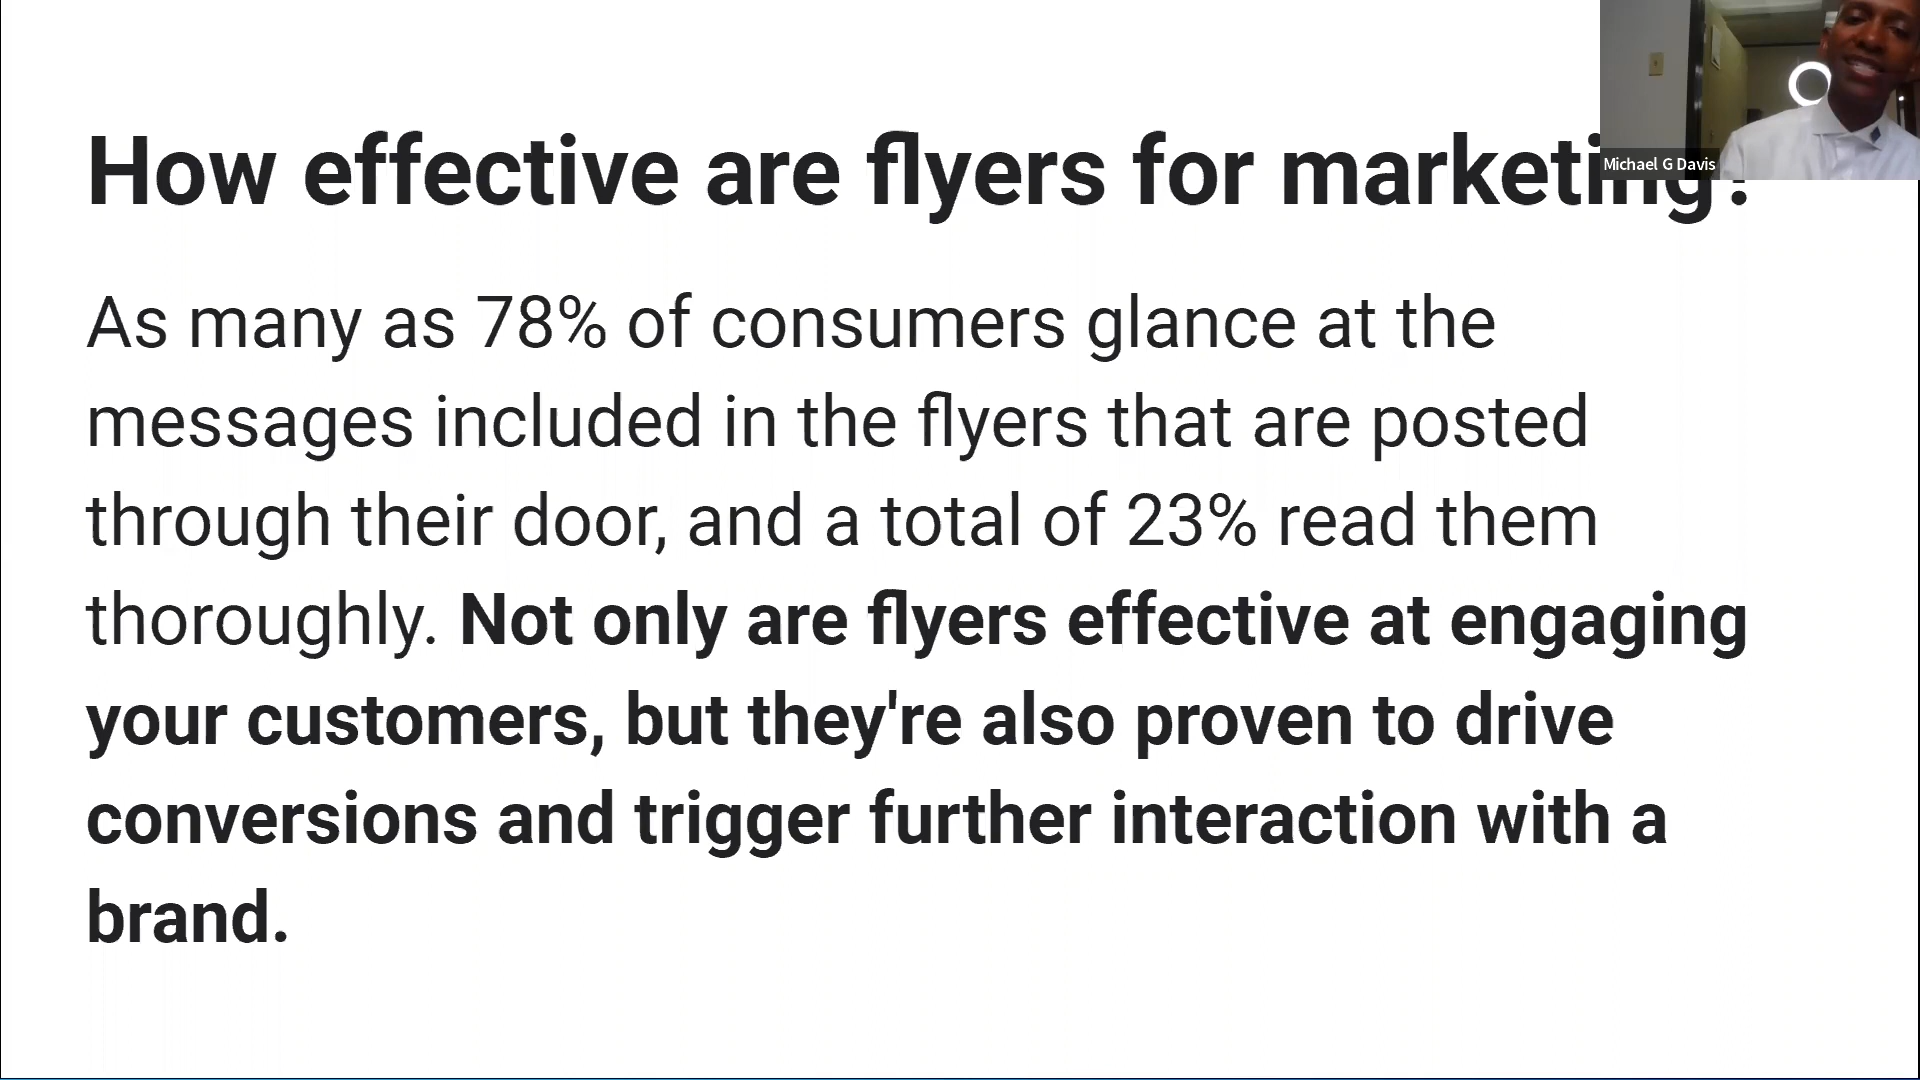 How effective are flyers for marketing?
Michael G Davis
As many as 78% of consumers glance at the
messages included in the flyers that are posted
through their door, and a total of 23% read them
thoroughly. Not only are flyers effective at engaging
your customers, but they're also proven to drive
conversions and trigger further interaction with a
brand.